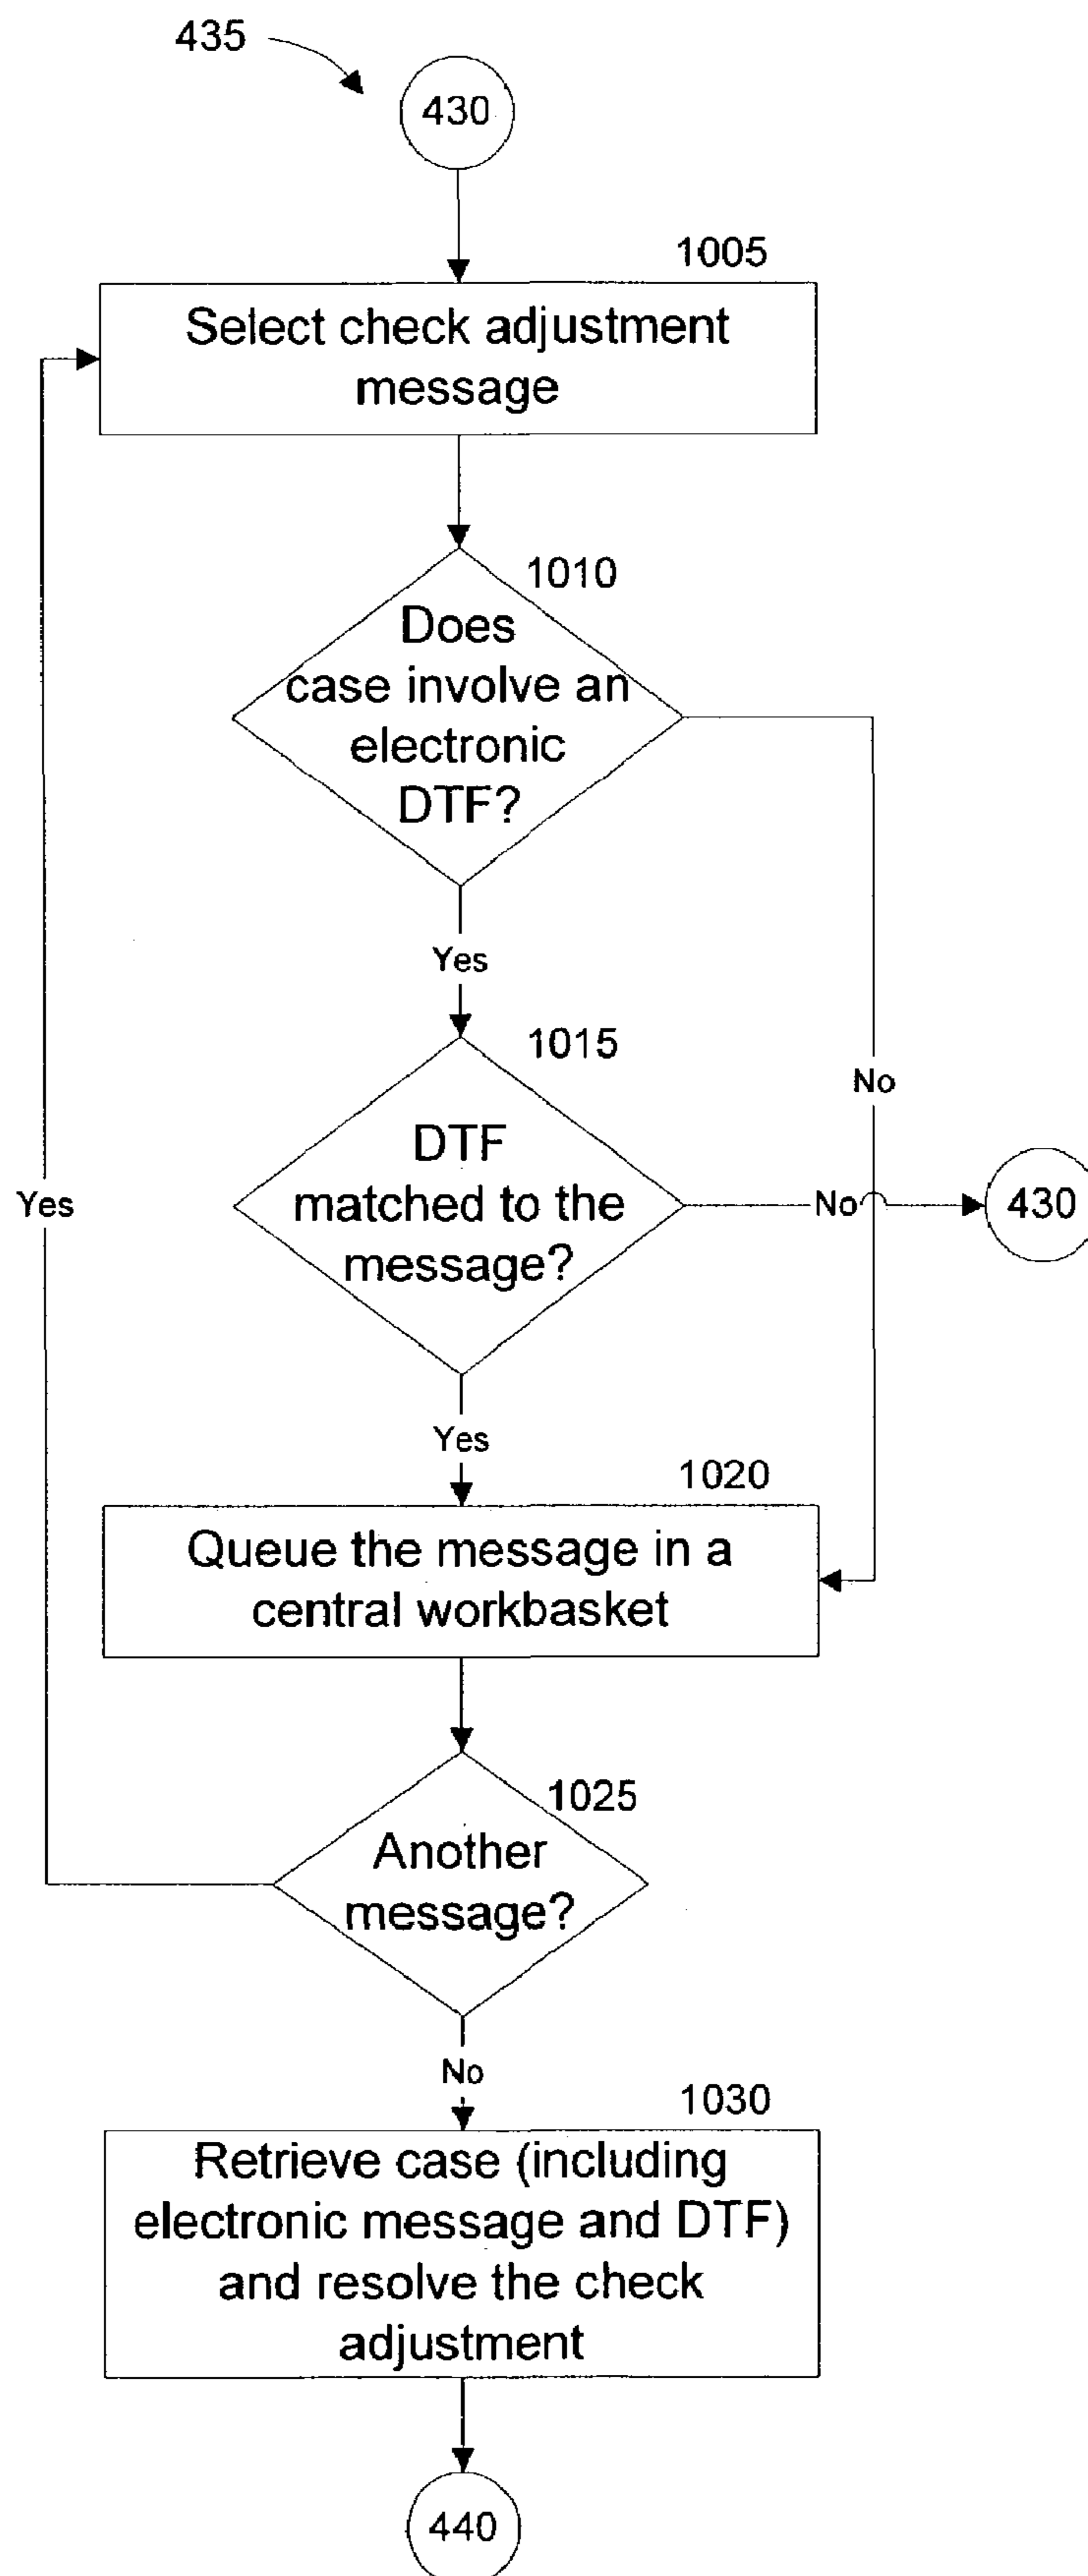 435
430
1005
Select check adjustment
message
1010
Does
case involve an
electronic
DTF?
Yes
No
1015
DTF
matched to the
message?
Yes
No
430
Yes
1020
Queue the message in a
central workbasket
1025
Another
message?
No
1030
Retrieve case (including
electronic message and DTF)
and resolve the check
adjustment
440